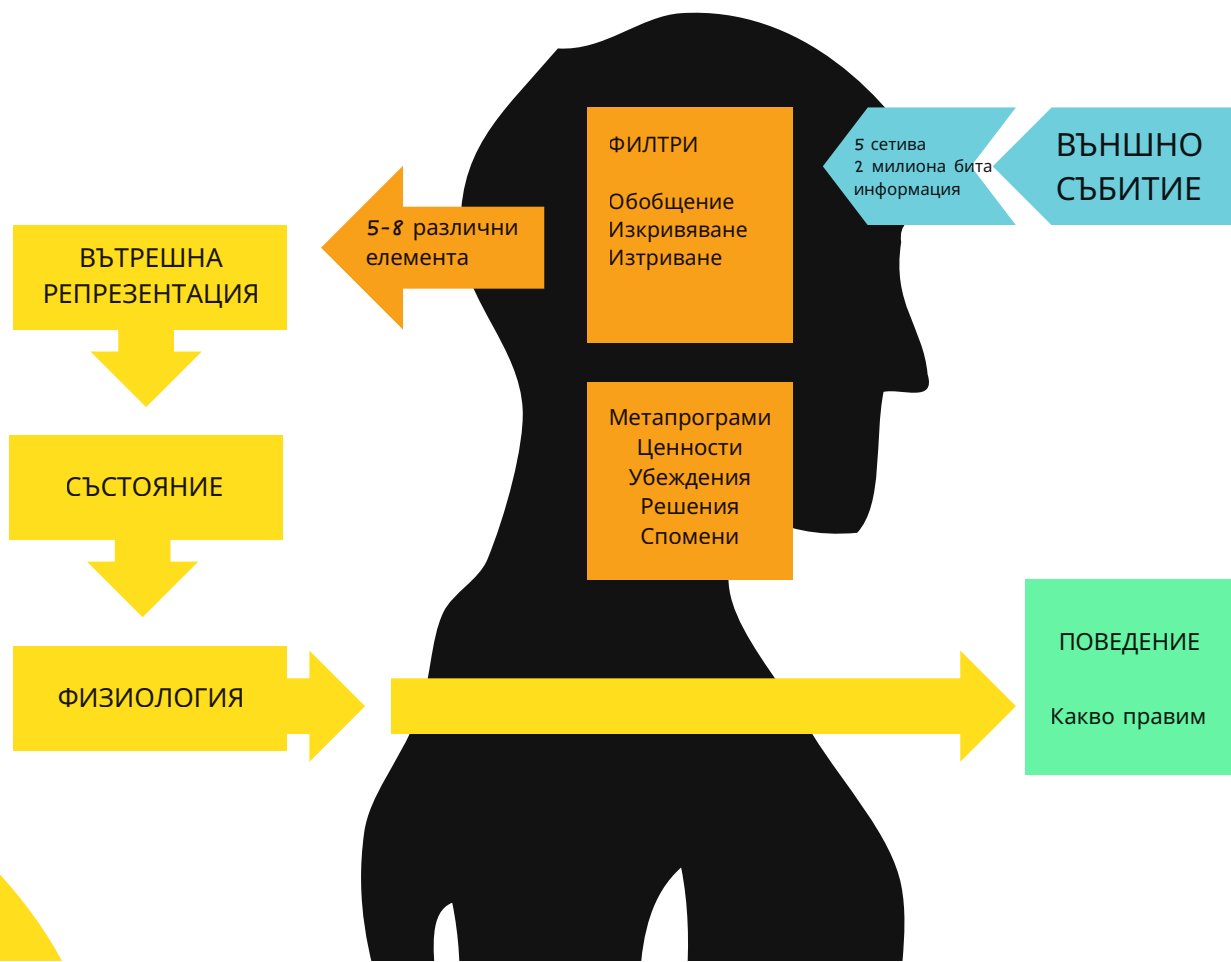 ВЪНШНО
СЪБИТИЕ
5 сетива
2 милиона бита
информация
ФИЛТРИ
Обобщение
Изкривяване
Изтриване
Метапрограми
Ценности
Убеждения
Решения
Спомени
5-8 различни
елемента
ВЪТРЕШНА
РЕПРЕЗЕНТАЦИЯ
СЪСТОЯНИЕ
ФИЗИОЛОГИЯ
ПОВЕДЕНИЕ
Какво правим